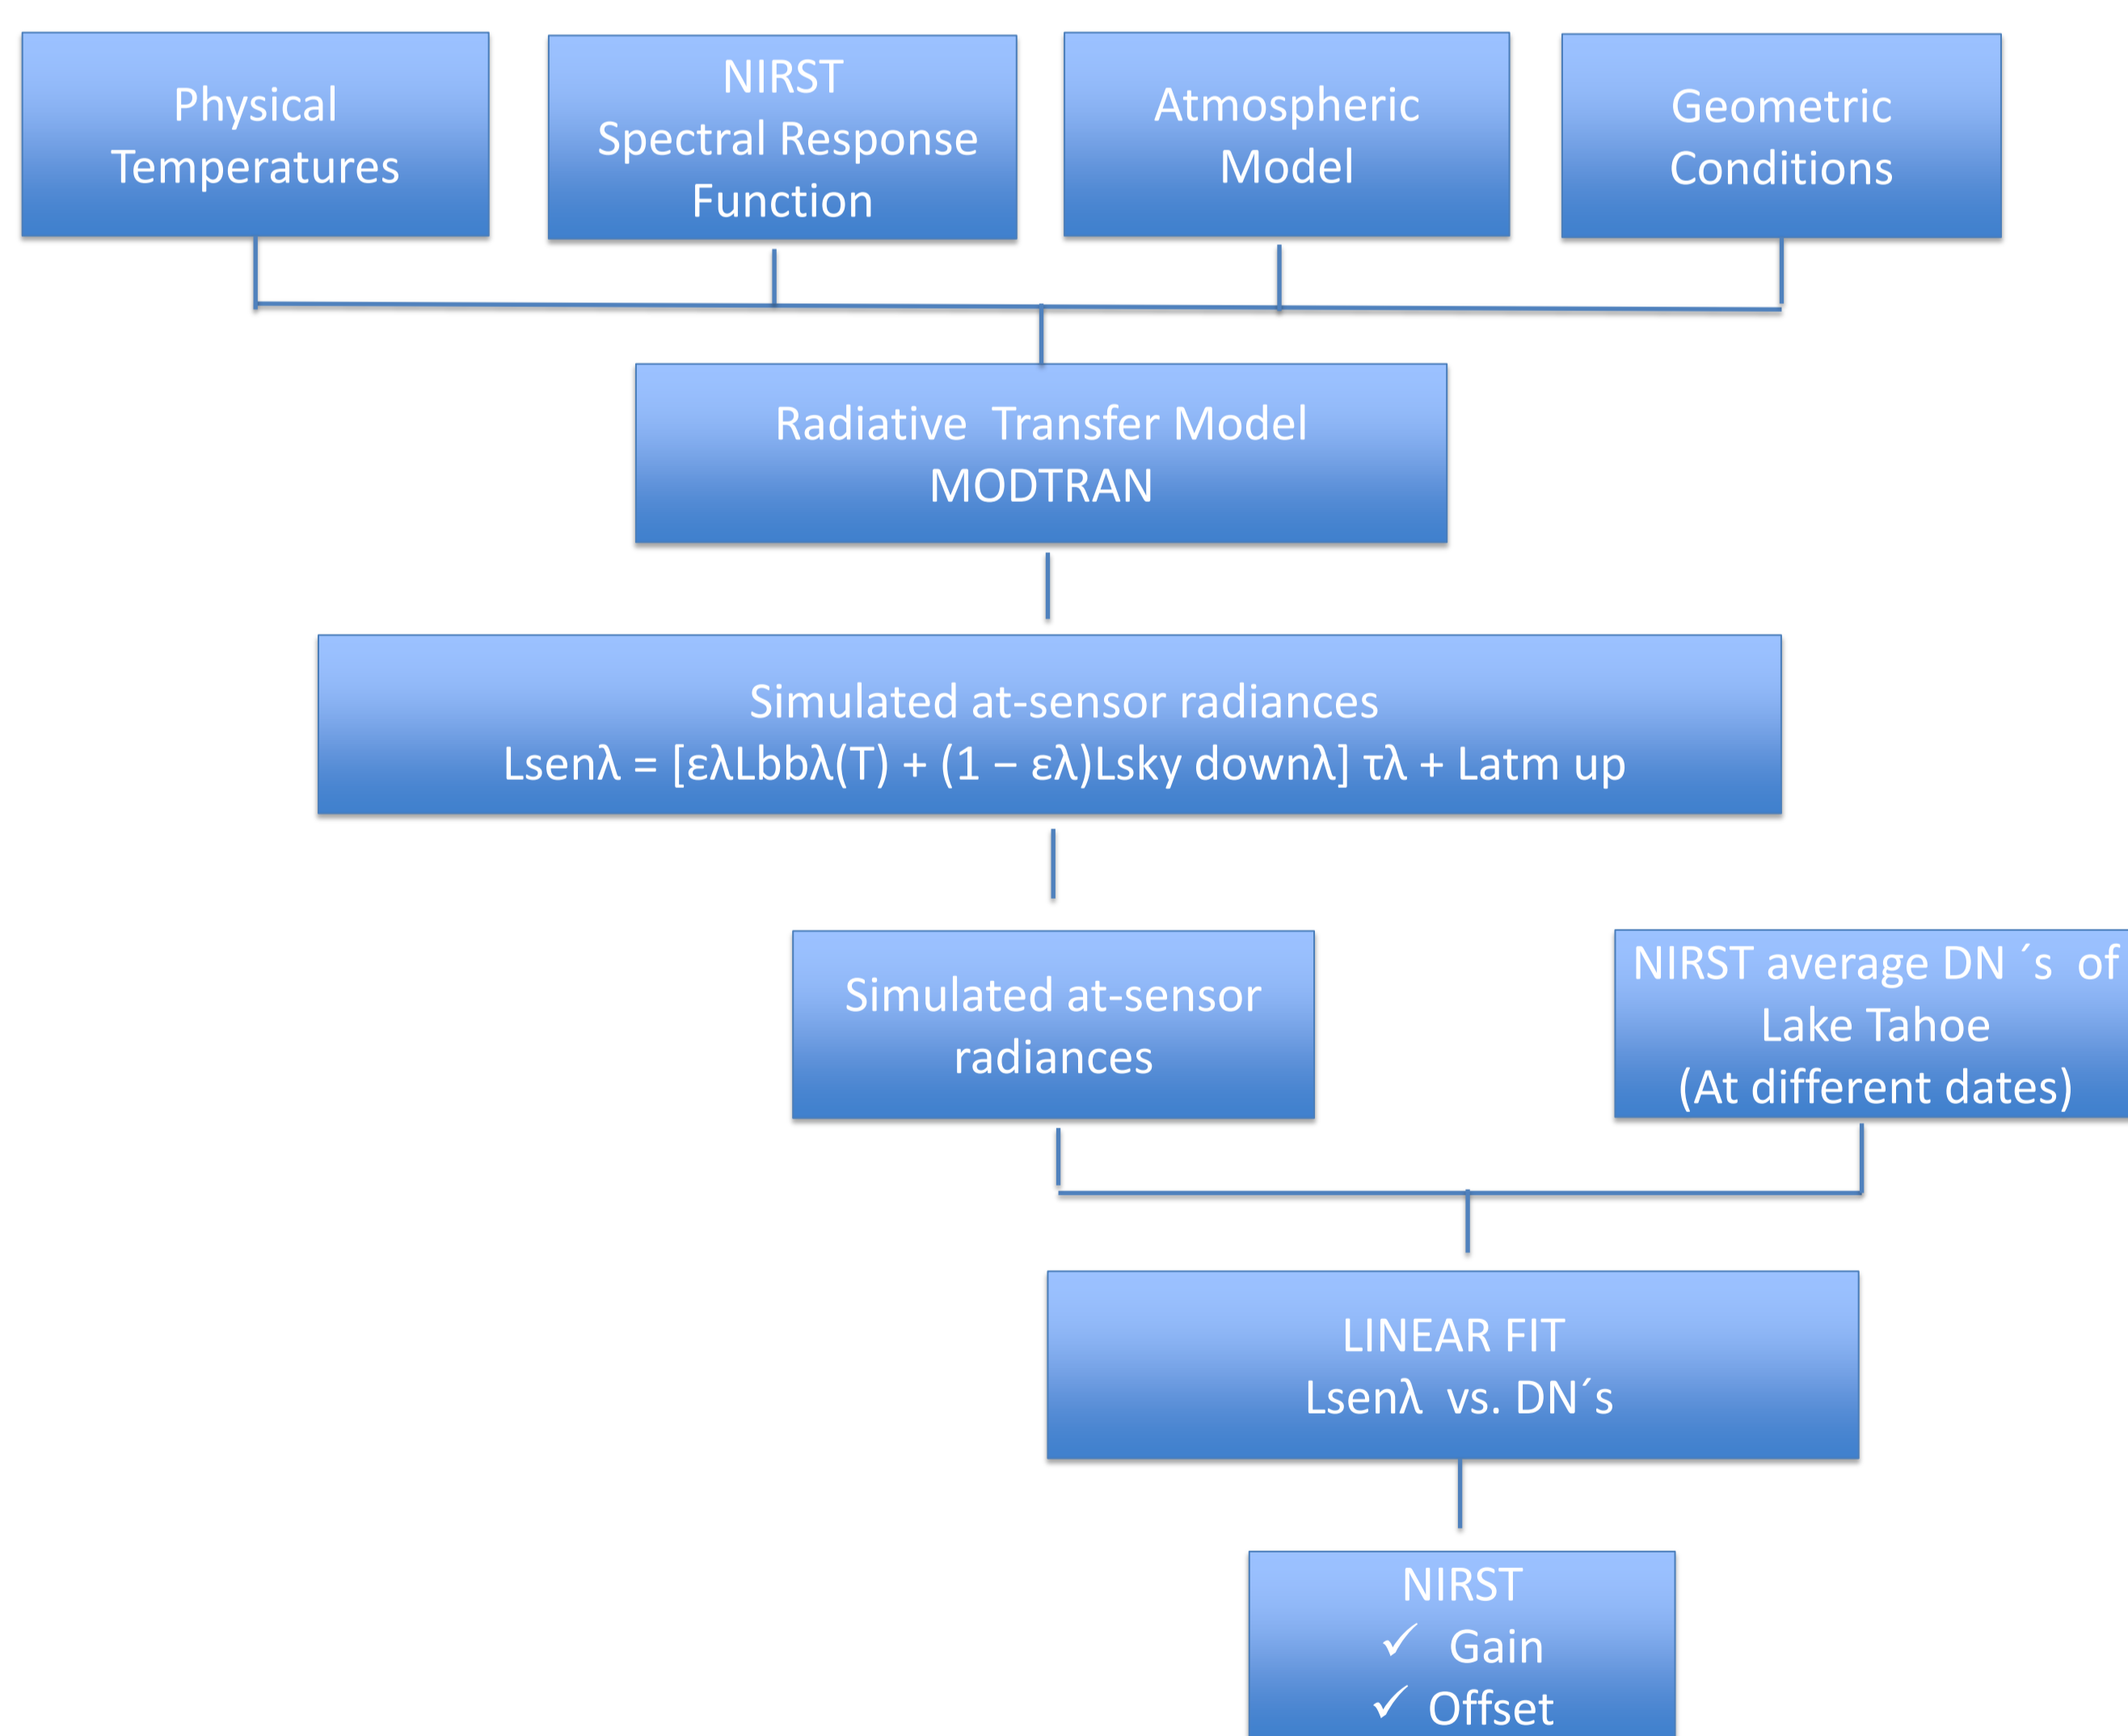 Physical
Temperatures
NIRST
Spectral Response
Function
Atmospheric
Model
Geometric
Conditions
Radiative  Transfer Model
MODTRAN
Simulated at-sensor radiances
Lsenλ = [ελLbbλ(T) + (1 − ελ)Lsky downλ] τλ + Latm up
Simulated at-sensor
radiances
NIRST average DN ´s  of
Lake Tahoe
(At different dates)
LINEAR FIT
Lsenλ  vs. DN´s
NIRST
✓ Gain
✓ Offset